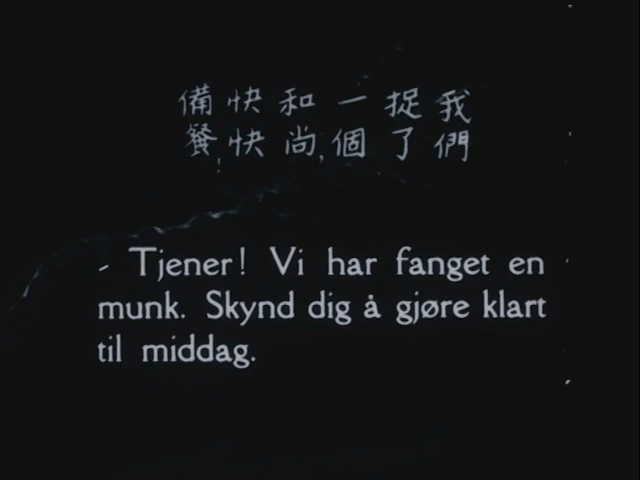 我們
捉了
一個
和尚,
快快
備餐!
- Tjener! Vi har fanget en
munk. Skynd dig å gjøre klart
til middag.